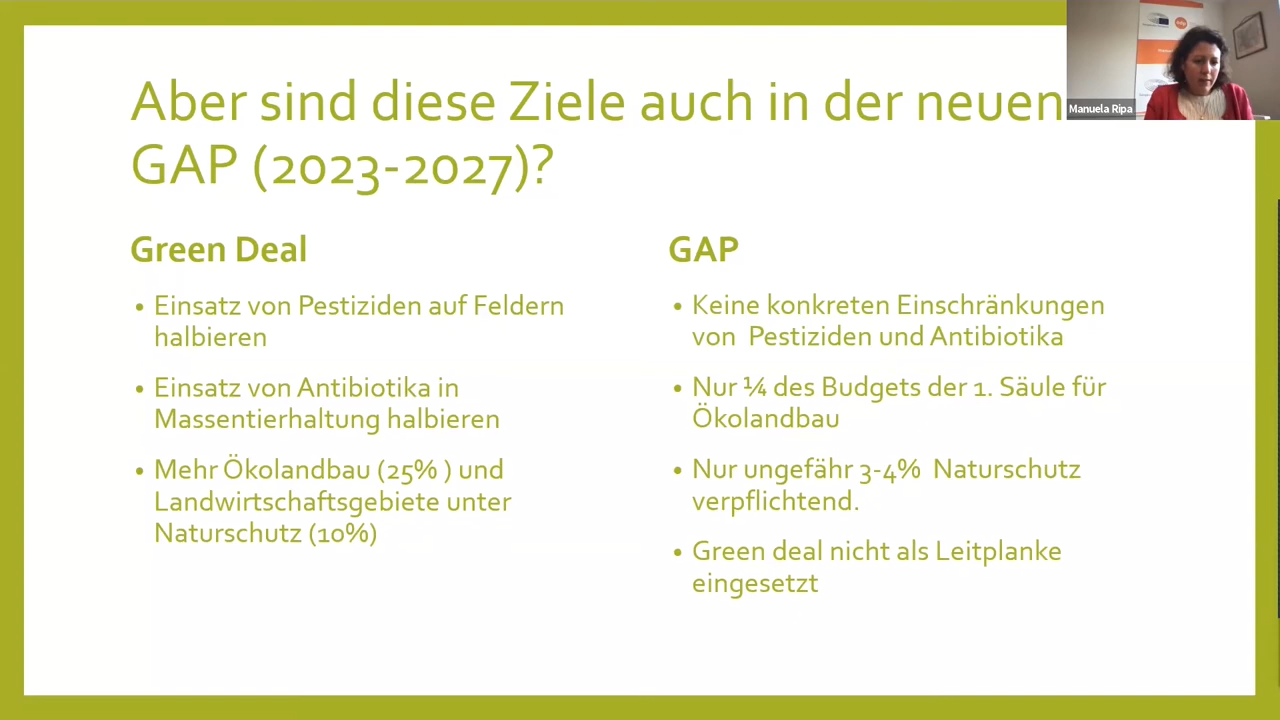 Aber sind diese Ziele auch in der neuen
GAP (2023-2027)?
Manuela Ripa
Green Deal
• Einsatz von Pestiziden auf Feldern
halbieren
• Einsatz von Antibiotika in
Massentierhaltung halbieren
• Mehr Ökolandbau (25% ) und
Landwirtschaftsgebiete unter
Naturschutz (10%)
GAP
• Keine konkreten Einschränkungen
von  Pestiziden und Antibiotika
• Nur ¼ des Budgets der 1. Säule für
Ökolandbau
• Nur ungefähr 3-4%  Naturschutz
verpflichtend.
• Green deal nicht als Leitplanke
eingesetzt